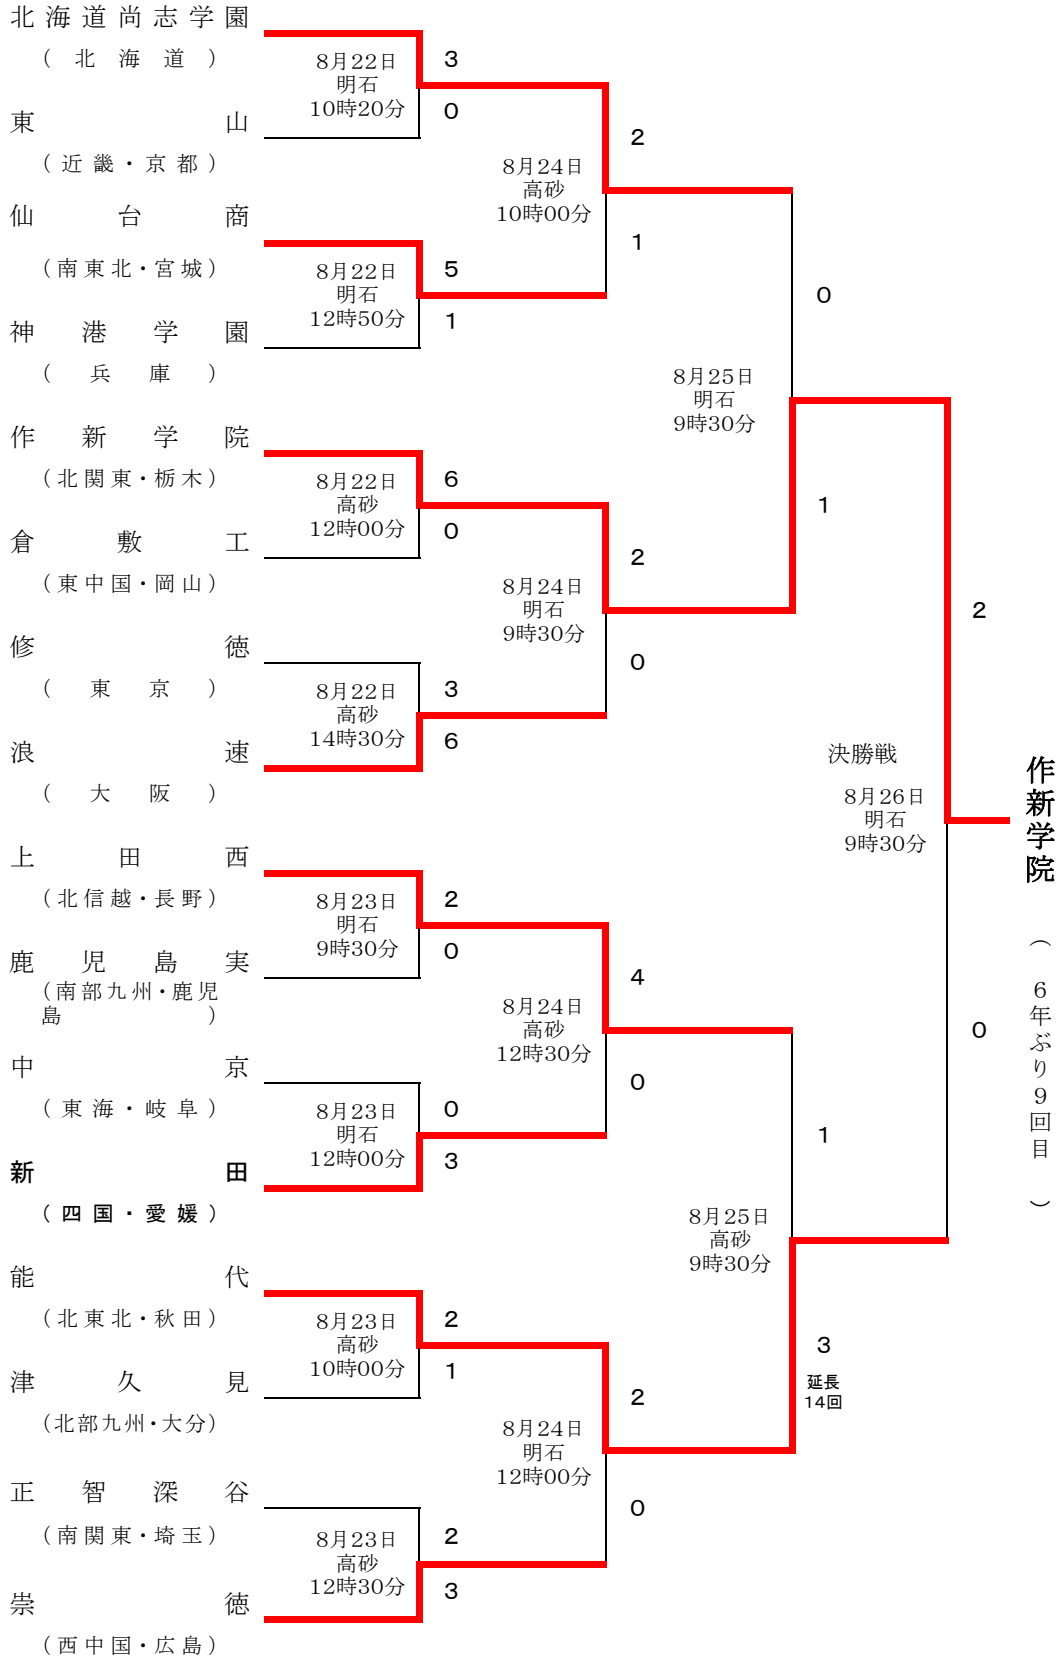 北海道尚志学園
(北海道)
8月22日
明石
10時20分
3
0
東山
(近畿・京都)
8月24日
高砂
10時00分
2
1
仙台商
(南東北・宮城)
8月22日
明石
12時50分
5
1
神港学園
(兵庫)
0
8月25日
明石
9時30分
1
作新学院
(北関東・栃木)
8月22日
高砂
12時00分
6
0
倉敷工
(東中国・岡山)
8月24日
明石
9時30分
2
0
修徳
(東京)
8月22日
高砂
14時30分
3
6
浪速
(大阪)
2
決勝戦
8月26日
明石
9時30分
0
作新学院
(6年ぶり9回目)
上田西
(北信越・長野)
8月23日
明石
9時30分
2
0
鹿児島実
(南部九州・鹿児
島)
8月24日
高砂
12時30分
4
0
中京
(東海・岐阜)
8月23日
明石
12時00分
0
3
新田
(四国・愛媛)
1
8月25日
高砂
9時30分
3
延長
14回
能代
(北東北・秋田)
8月23日
高砂
10時00分
2
1
津久見
(北部九州・大分)
8月24日
明石
12時00分
2
0
正智深谷
(南関東・埼玉)
8月23日
高砂
12時30分
2
3
崇徳
(西中国・広島)